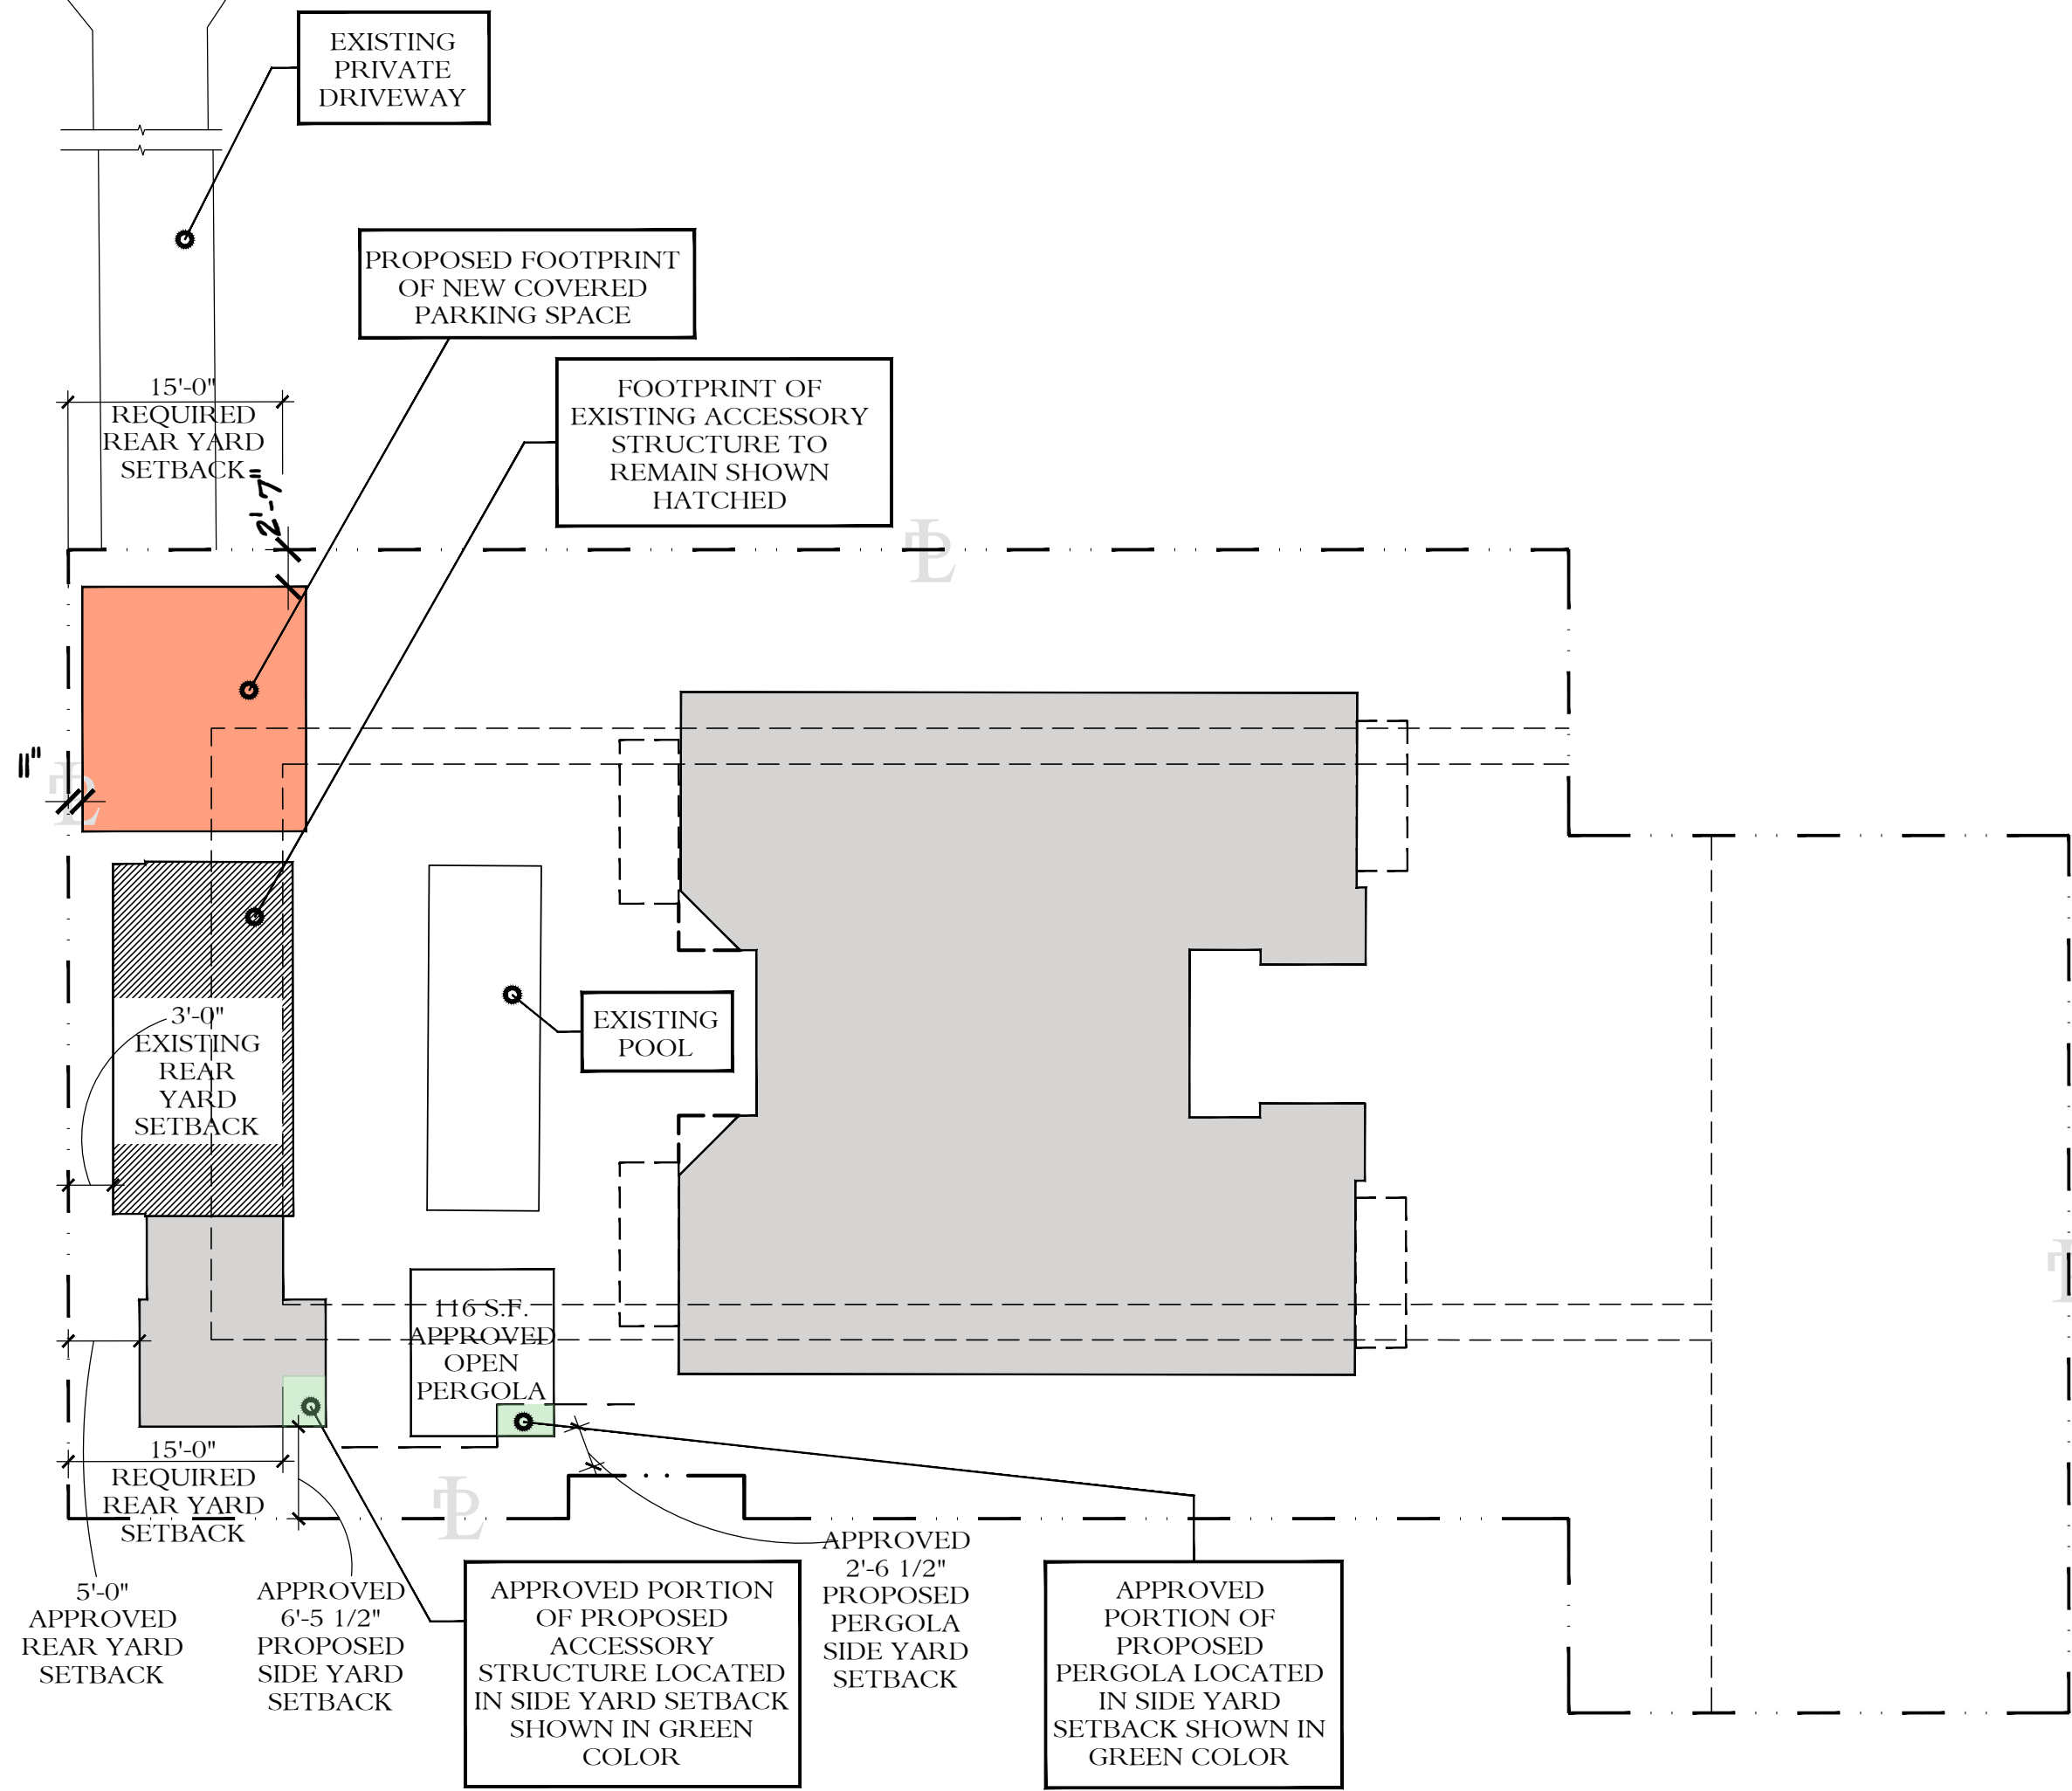 EXISTING
PRIVATE
DRIVEWAY
PROPOSED FOOTPRINT
OF NEW COVERED
PARKING SPACE
FOOTPRINT OF
EXISTING ACCESSORY
STRUCTURE TO
REMAIN SHOWN
HATCHED
15'-0"
REQUIRED
REAR YARD
SETBACK
2'-7"
PL
11"
PL
3'-0"
EXISTING
REAR
YARD
SETBACK
EXISTING
POOL
PL
116 S.F.
APPROVED
OPEN
PERGOLA
15'-0"
REQUIRED
REAR YARD
SETBACK
PL
5'-0"
APPROVED
REAR YARD
SETBACK
APPROVED
6'-5 1/2"
PROPOSED
SIDE YARD
SETBACK
APPROVED PORTION
OF PROPOSED
ACCESSORY
STRUCTURE LOCATED
IN SIDE YARD SETBACK
SHOWN IN GREEN
COLOR
APPROVED
2'-6 1/2"
PROPOSED
PERGOLA
SIDE YARD
SETBACK
APPROVED
PORTION OF
PROPOSED
PERGOLA LOCATED
IN SIDE YARD
SETBACK SHOWN IN
GREEN COLOR